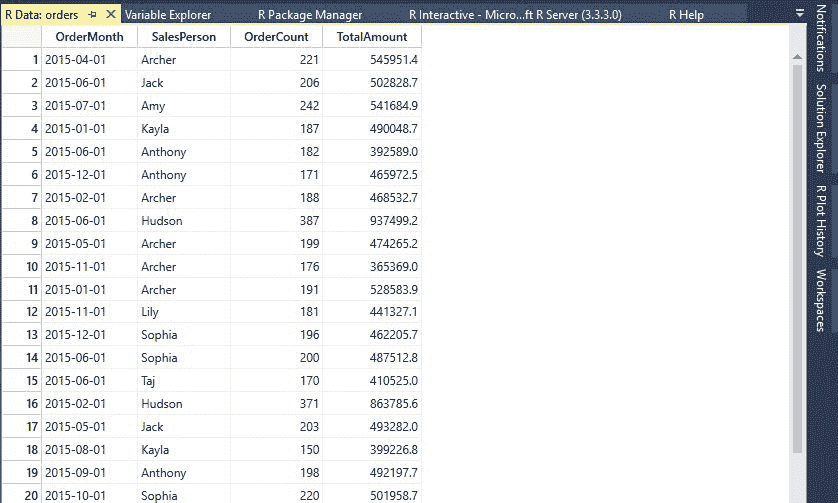 R Data: orders Variable Explorer R Package Manager R Interactive - Micro...ft R Server (3.3.3.0) R Help
OrderMonth SalesPerson OrderCount TotalAmount
1 2015-04-01 Archer 221 545951.4
2 2015-06-01 Jack 206 502828.7
3 2015-07-01 Amy 242 541684.9
4 2015-01-01 Kayla 187 490048.7
5 2015-06-01 Anthony 182 392589.0
6 2015-12-01 Anthony 171 465972.5
7 2015-02-01 Archer 188 468532.7
8 2015-06-01 Hudson 387 937499.2
9 2015-05-01 Archer 199 474265.2
10 2015-11-01 Archer 176 365369.0
11 2015-01-01 Archer 191 528583.9
12 2015-11-01 Lily 181 441327.1
13 2015-12-01 Sophia 196 462205.7
14 2015-06-01 Sophia 200 487512.8
15 2015-06-01 Taj 170 410525.0
16 2015-02-01 Hudson 371 863785.6
17 2015-05-01 Jack 203 493282.0
18 2015-08-01 Kayla 150 399226.8
19 2015-09-01 Anthony 198 492197.7
20 2015-10-01 Sophia 220 501958.7
Notifications
Solution Explorer
R Plot History
Workspaces